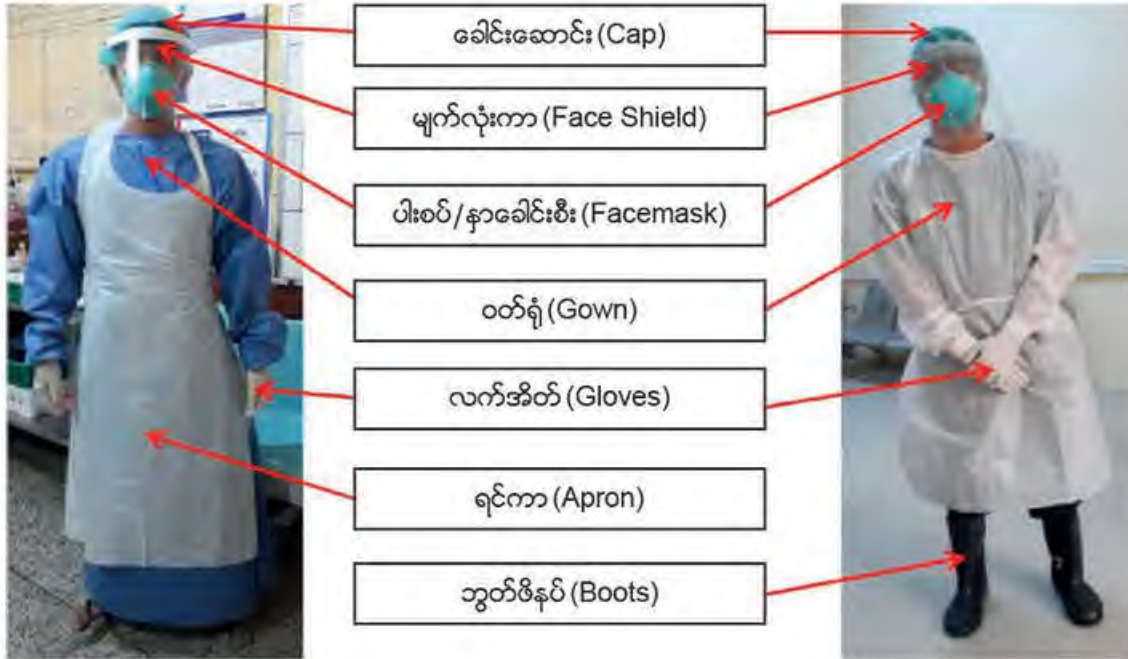 ခေါင်းဆောင်း (Cap)
မျက်လုံးကာ (Face Shield)
ပါးစပ်/နှာခေါင်းစီး (Facemask)
ဝတ်ရုံ (Gown)
လက်အိတ် (Gloves)
ရင်ကာ (Apron)
ဘွတ်ဖိနပ် (Boots)